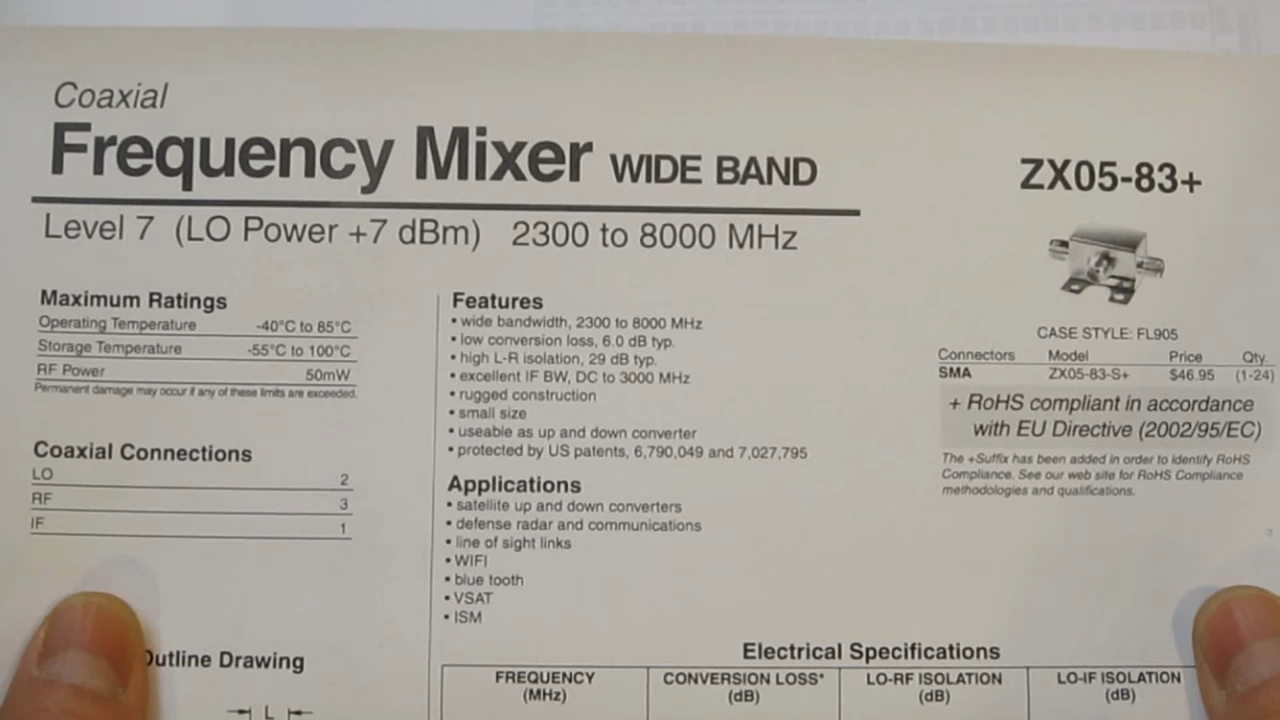 Coaxial
Frequency Mixer WIDE BAND
Level 7 (LO Power +7 dBm) 2300 to 8000 MHz
ZX05-83+
Maximum Ratings
Operating Temperature -40°C to 85°C
Storage Temperature -55°C to 100°C
RF Power 50mW
Permanent damage may occur if any of these limits are exceeded.
Coaxial Connections
LO 2
RF 3
IF 1
Outline Drawing
L
Features
• wide bandwidth, 2300 to 8000 MHz
• low conversion loss, 6.0 dB typ.
• high L-R isolation, 29 dB typ.
• excellent IF BW, DC to 3000 MHz
• rugged construction
• small size
• useable as up and down converter
• protected by US patents, 6,790,049 and 7,027,795
Applications
• satellite up and down converters
• defense radar and communications
• line of sight links
• WIFI
• blue tooth
• VSAT
• ISM
CASE STYLE: FL905
Connectors Model Price Qty.
SMA ZX05-83-S+ $46.95 (1-24)
+ RoHS compliant in accordance
with EU Directive (2002/95/EC)
The +Suffix has been added in order to identify RoHS
Compliance. See our web site for RoHS Compliance
methodologies and qualifications.
Electrical Specifications
FREQUENCY (MHz)
CONVERSION LOSS* (dB)
LO-RF ISOLATION (dB)
LO-IF ISOLATION (dB)